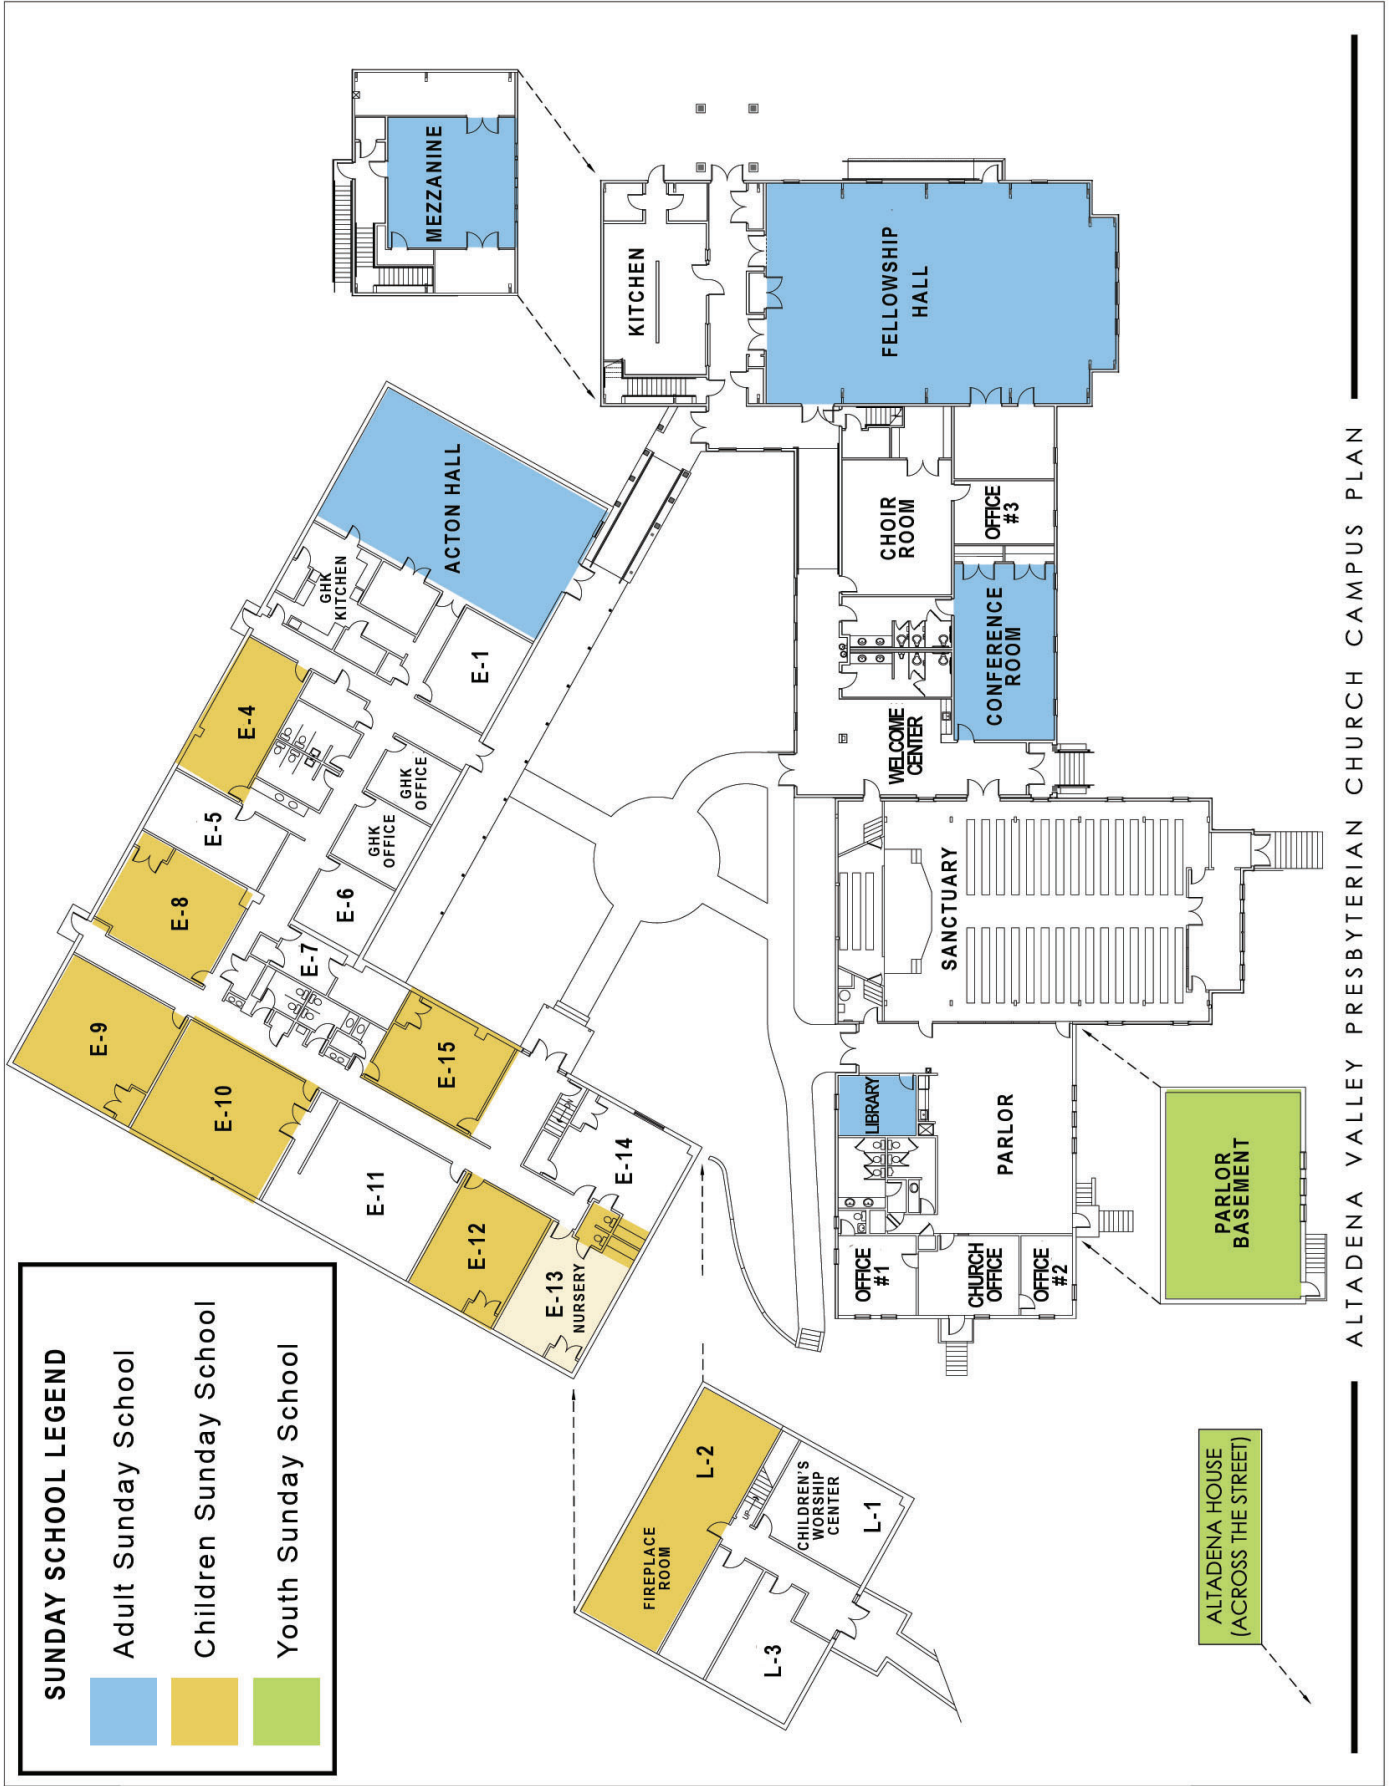 SUNDAY SCHOOL LEGEND
Adult Sunday School
Children Sunday School
Youth Sunday School
MEZZANINE
KITCHEN
FELLOWSHIP
HALL
ACTON HALL
GHK
KITCHEN
E-1
E-4
E-5
GHK
OFFICE
GHK
OFFICE
E-6
E-7
E-8
E-9
E-10
E-11
E-12
E-13
NURSERY
E-14
E-15
CHOIR
ROOM
OFFICE
#3
CONFERENCE
ROOM
WELCOME
CENTER
SANCTUARY
LIBRARY
PARLOR
OFFICE
#1
CHURCH
OFFICE
OFFICE
#2
PARLOR
BASEMENT
L-2
FIREPLACE
ROOM
UP
CHILDREN'S
WORSHIP
CENTER
L-1
L-3
ALTADENA HOUSE
(ACROSS THE STREET)
ALTADENA VALLEY PRESBYTERIAN CHURCH CAMPUS PLAN